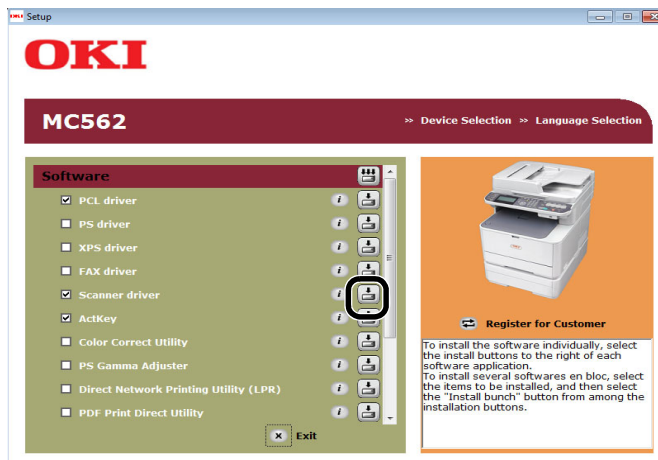 Setup
OKI
MC562
» Device Selection » Language Selection
Software
PCL driver
PS driver
XPS driver
FAX driver
Scanner driver
ActKey
Color Correct Utility
PS Gamma Adjuster
Direct Network Printing Utility (LPR)
PDF Print Direct Utility
Exit
Register for Customer
To install the software individually, select
the install buttons to the right of each
software application.
To install several softwares en bloc, select
the items to be installed, and then select
the "Install bunch" button from among the
installation buttons.